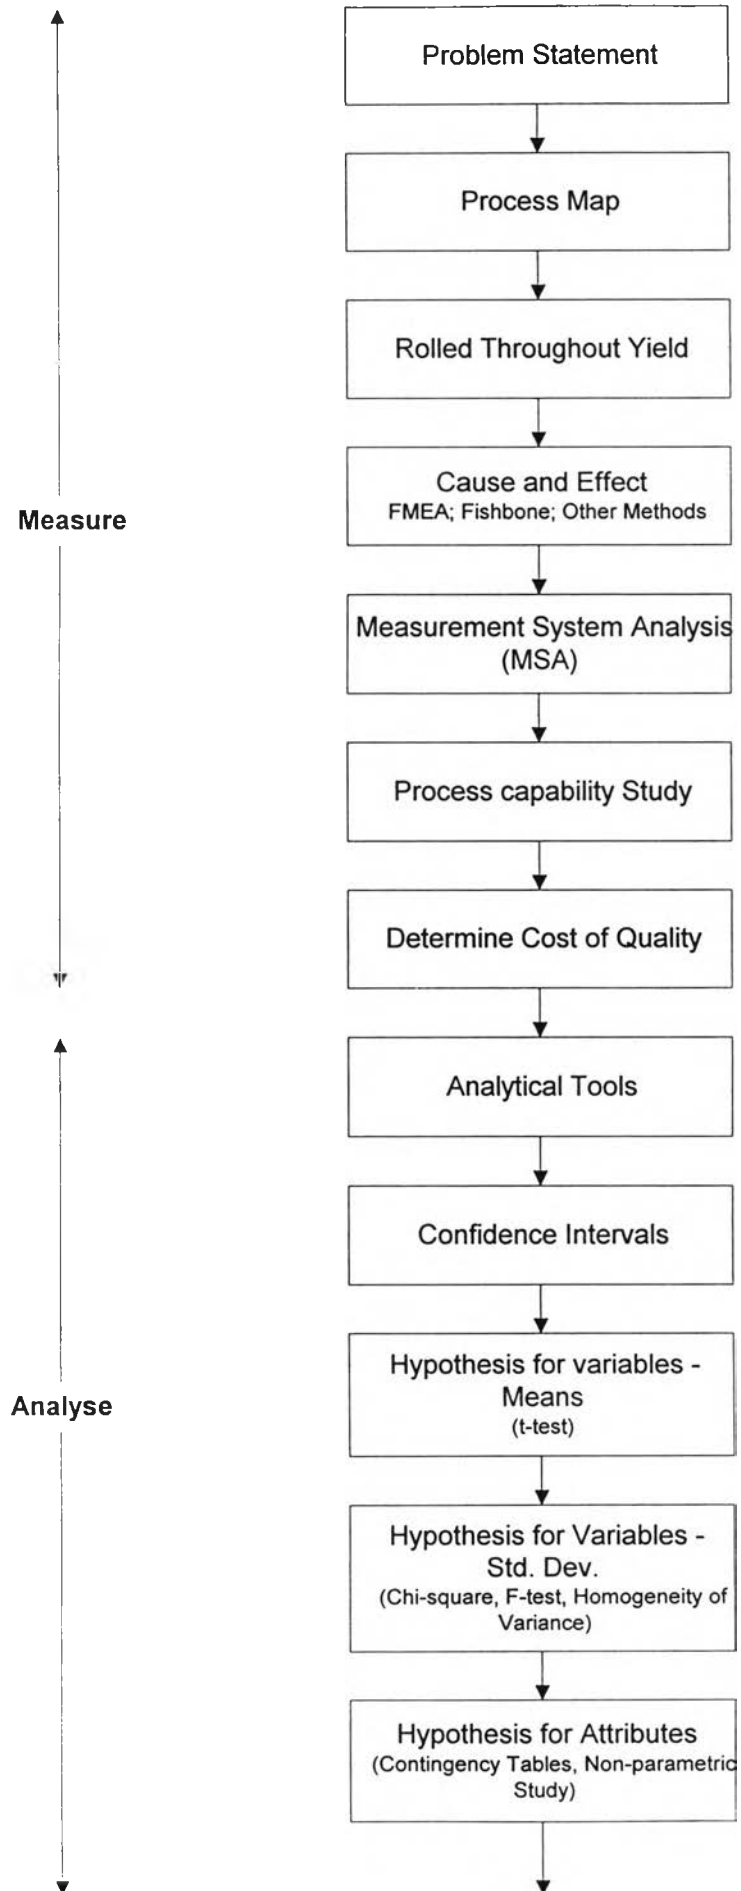 Problem Statement
Process Map
Rolled Throughout Yield
Cause and Effect
FMEA; Fishbone; Other Methods
Measure
Measurement System Analysis
(MSA)
Process capability Study
Determine Cost of Quality
Analytical Tools
Confidence Intervals
Hypothesis for variables -
Means
(t-test)
Analyse
Hypothesis for Variables -
Std. Dev.
(Chi-square, F-test, Homogeneity of
Variance)
Hypothesis for Attributes
(Contingency Tables, Non-parametric
Study)